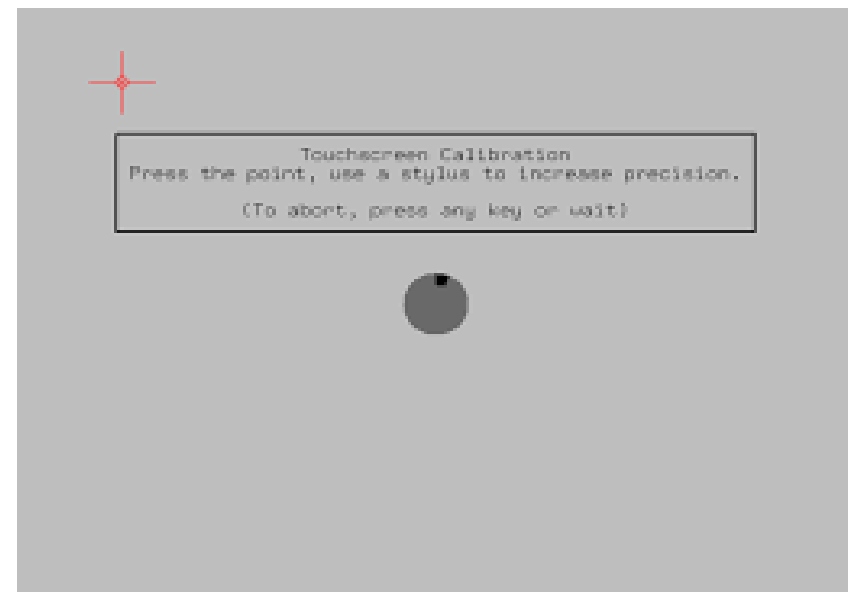 Touchscreen Calibration
Press the point, use a stylus to increase precision.
(To abort, press any key or wait)